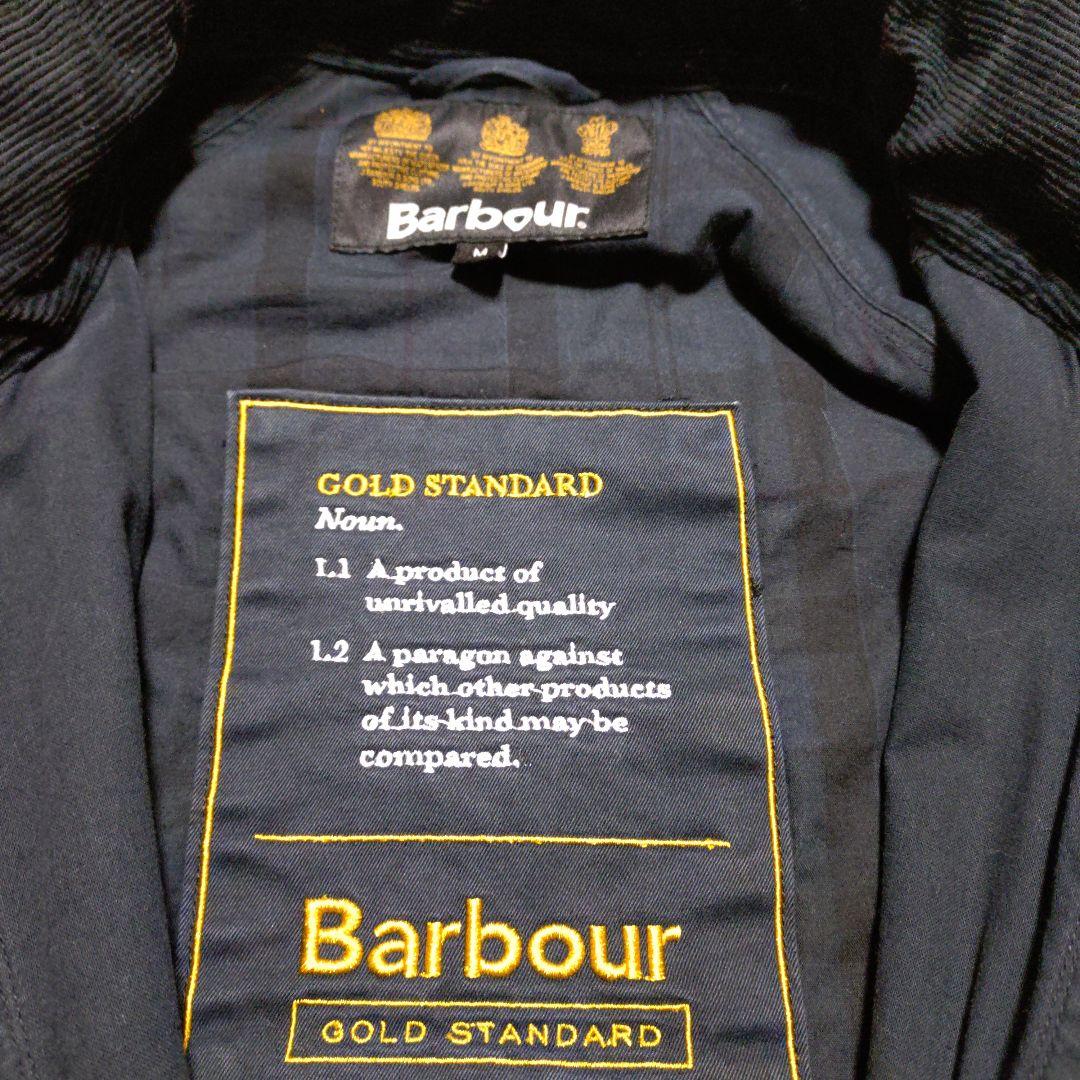 Barbour.
M
GOLD STANDARD
Noun.
1.1 A product of
unrivalled quality
1.2 A paragon against
which other products
of its kind may be
compared.
Barbour
GOLD STANDARD